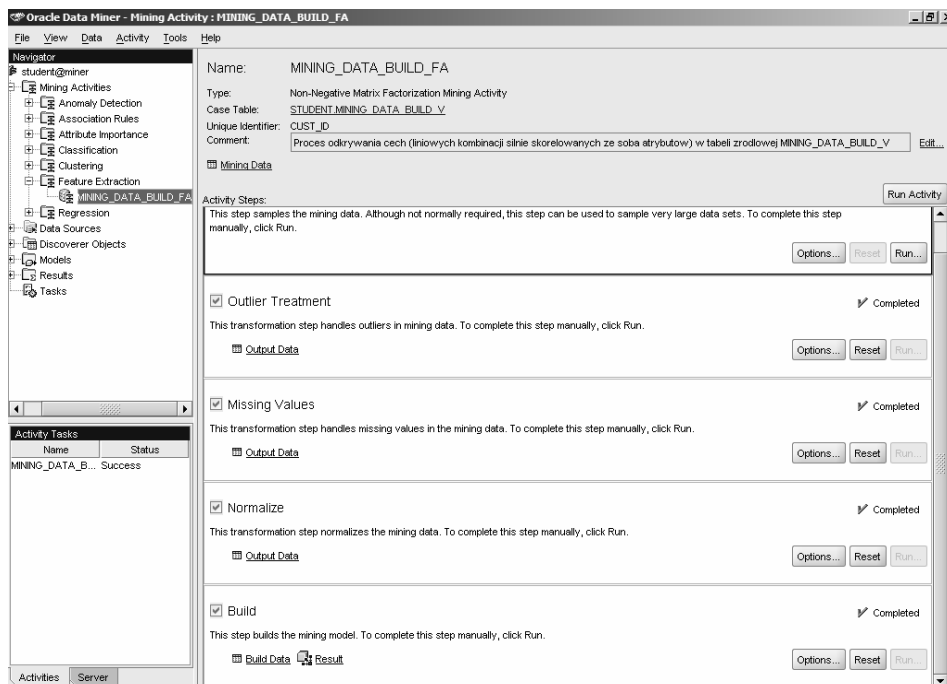 Oracle Data Miner - Mining Activity : MINING_DATA_BUILD_FA
File View Data Activity Tools Help
Navigator
student@miner
Mining Activities
Anomaly Detection
Association Rules
Attribute Importance
Classification
Clustering
Feature Extraction
MINING_DATA_BUILD_FA
Regression
Data Sources
Discoverer Objects
Models
Results
Tasks
Activity Tasks
Name Status
MINING_DATA_B... Success
Activities Server
Name: MINING_DATA_BUILD_FA
Type: Non-Negative Matrix Factorization Mining Activity
Case Table: STUDENT.MINING_DATA_BUILD_V
Unique Identifier: CUST_ID
Comment: Proces odkrywania cech (liniowych kombinacji silnie skorelowanych ze soba atrybutow) w tabeli zrodlowej MINING_DATA_BUILD_V Edit...
Mining Data
Run Activity
Activity Steps:
This step samples the mining data. Although not normally required, this step can be used to sample very large data sets. To complete this step
manually, click Run.
Options... Reset Run...
Outlier Treatment Completed
This transformation step handles outliers in mining data. To complete this step manually, click Run.
Output Data Options... Reset Run...
Missing Values Completed
This transformation step handles missing values in the mining data. To complete this step manually, click Run.
Output Data Options... Reset Run...
Normalize Completed
This transformation step normalizes the mining data. To complete this step manually, click Run.
Output Data Options... Reset Run...
Build Completed
This step builds the mining model. To complete this step manually, click Run.
Build Data Result Options... Reset Run...